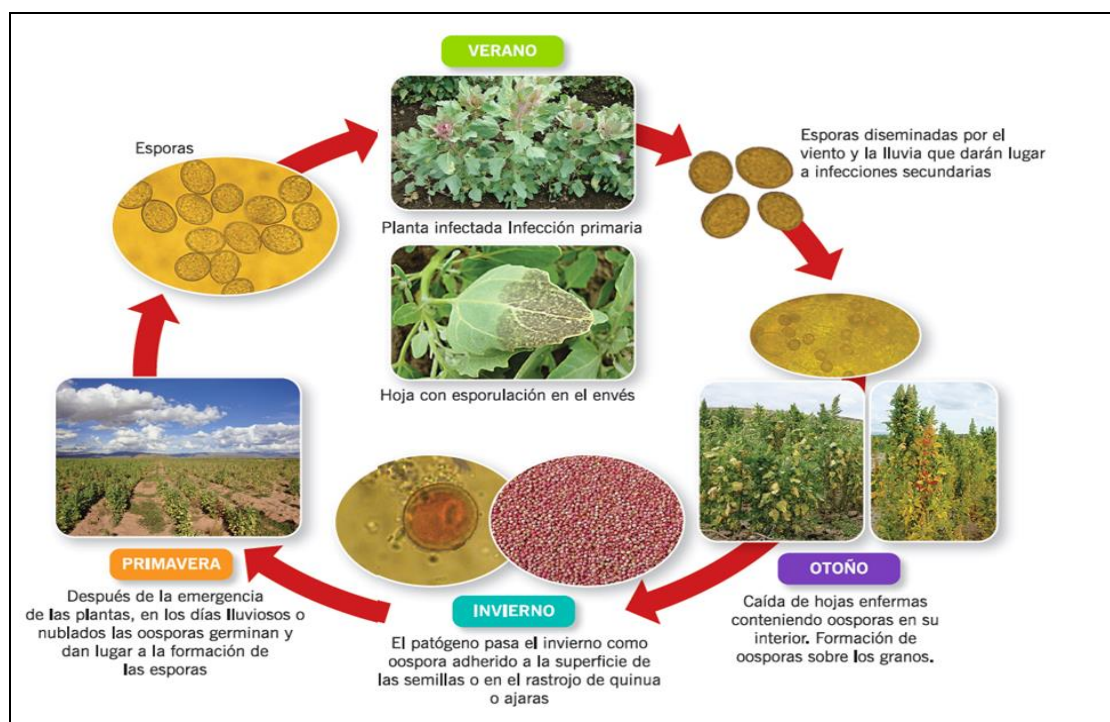 VERANO
Esporas
Planta infectada Infección primaria
Hoja con esporulación en el envés
Esporas diseminadas por el
viento y la lluvia que darán lugar
a infecciones secundarias
OTOÑO
Caída de hojas enfermas
conteniendo oosporas en su
interior. Formación de
oosporas sobre los granos.
INVIERNO
El patógeno pasa el invierno como
oospora adherido a la superficie de
las semillas o en el rastrojo de quinua
o ajaras
PRIMAVERA
Después de la emergencia
de las plantas, en los días lluviosos o
nublados las oosporas germinan y
dan lugar a la formación de
las esporas